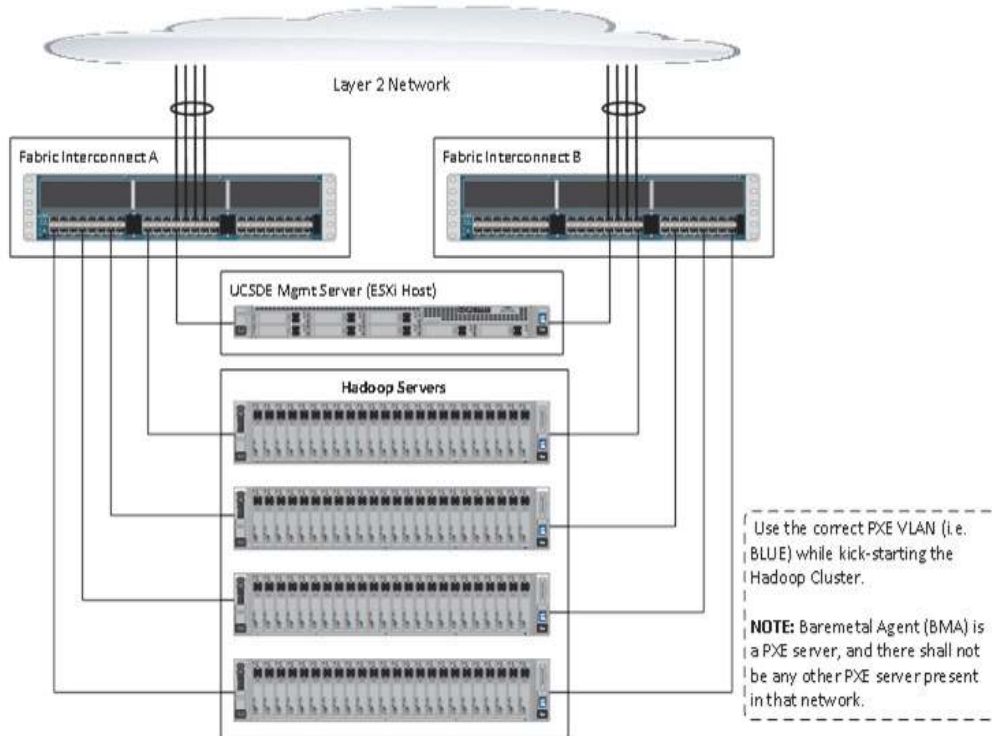 Layer 2 Network
Fabric Interconnect A
Fabric Interconnect B
UCSDE Mgmt Server (ESXi Host)
Hadoop Servers
Use the correct PXE VLAN (i.e.
BLUE) while kick-starting the
Hadoop Cluster.
NOTE: Baremetal Agent (BMA) is
a PXE server, and there shall not
be any other PXE server present
in that network.